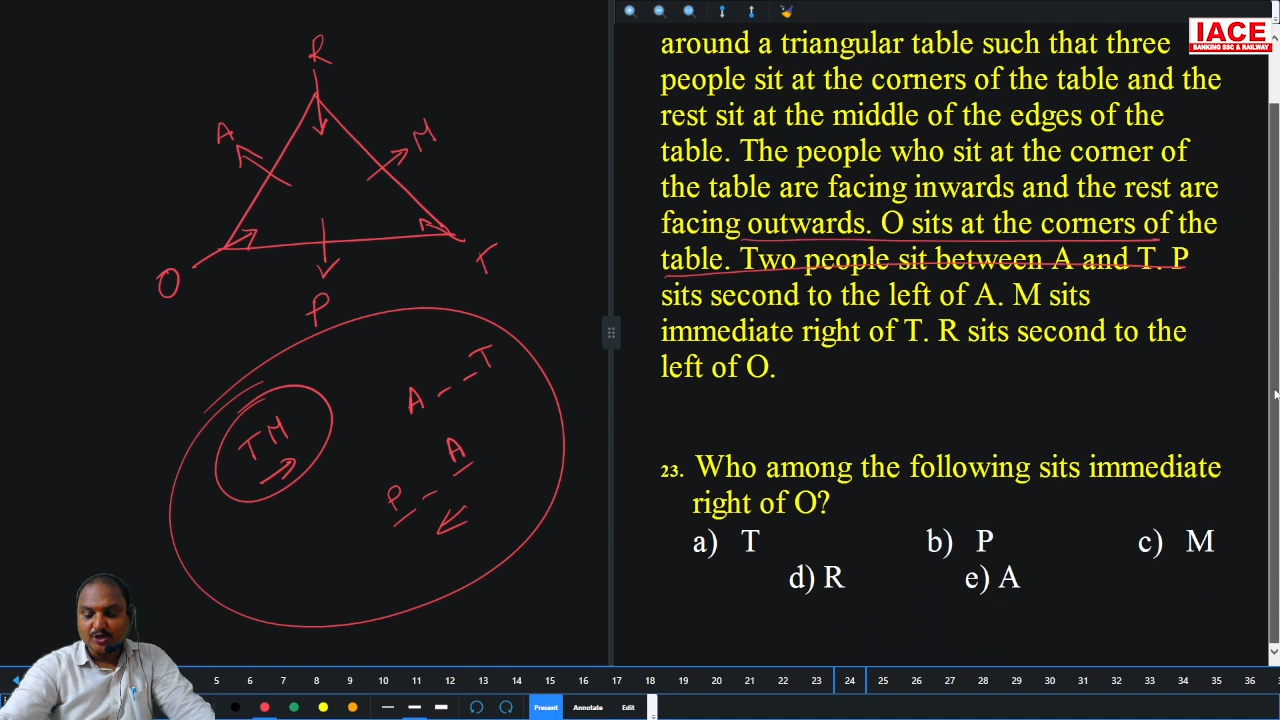 IACE
BANKING SSC & RAILWAY
around a triangular table such that three
people sit at the corners of the table and the
rest sit at the middle of the edges of the
table. The people who sit at the corner of
the table are facing inwards and the rest are
facing outwards. O sits at the corners of the
table. Two people sit between A and T. P
sits second to the left of A. M sits
immediate right of T. R sits second to the
left of O.
23. Who among the following sits immediate
right of O?
a) T b) P c) M
d) R e) A
R
A M
O T
P
A - - T
T M
A
P -
5 6 7 8 9 10 11 12 13 14 15 16 17 18 19 20 21 22 23 24 25 26 27 28 29 30 31 32 33 34 35 36
Present Annotate Edit